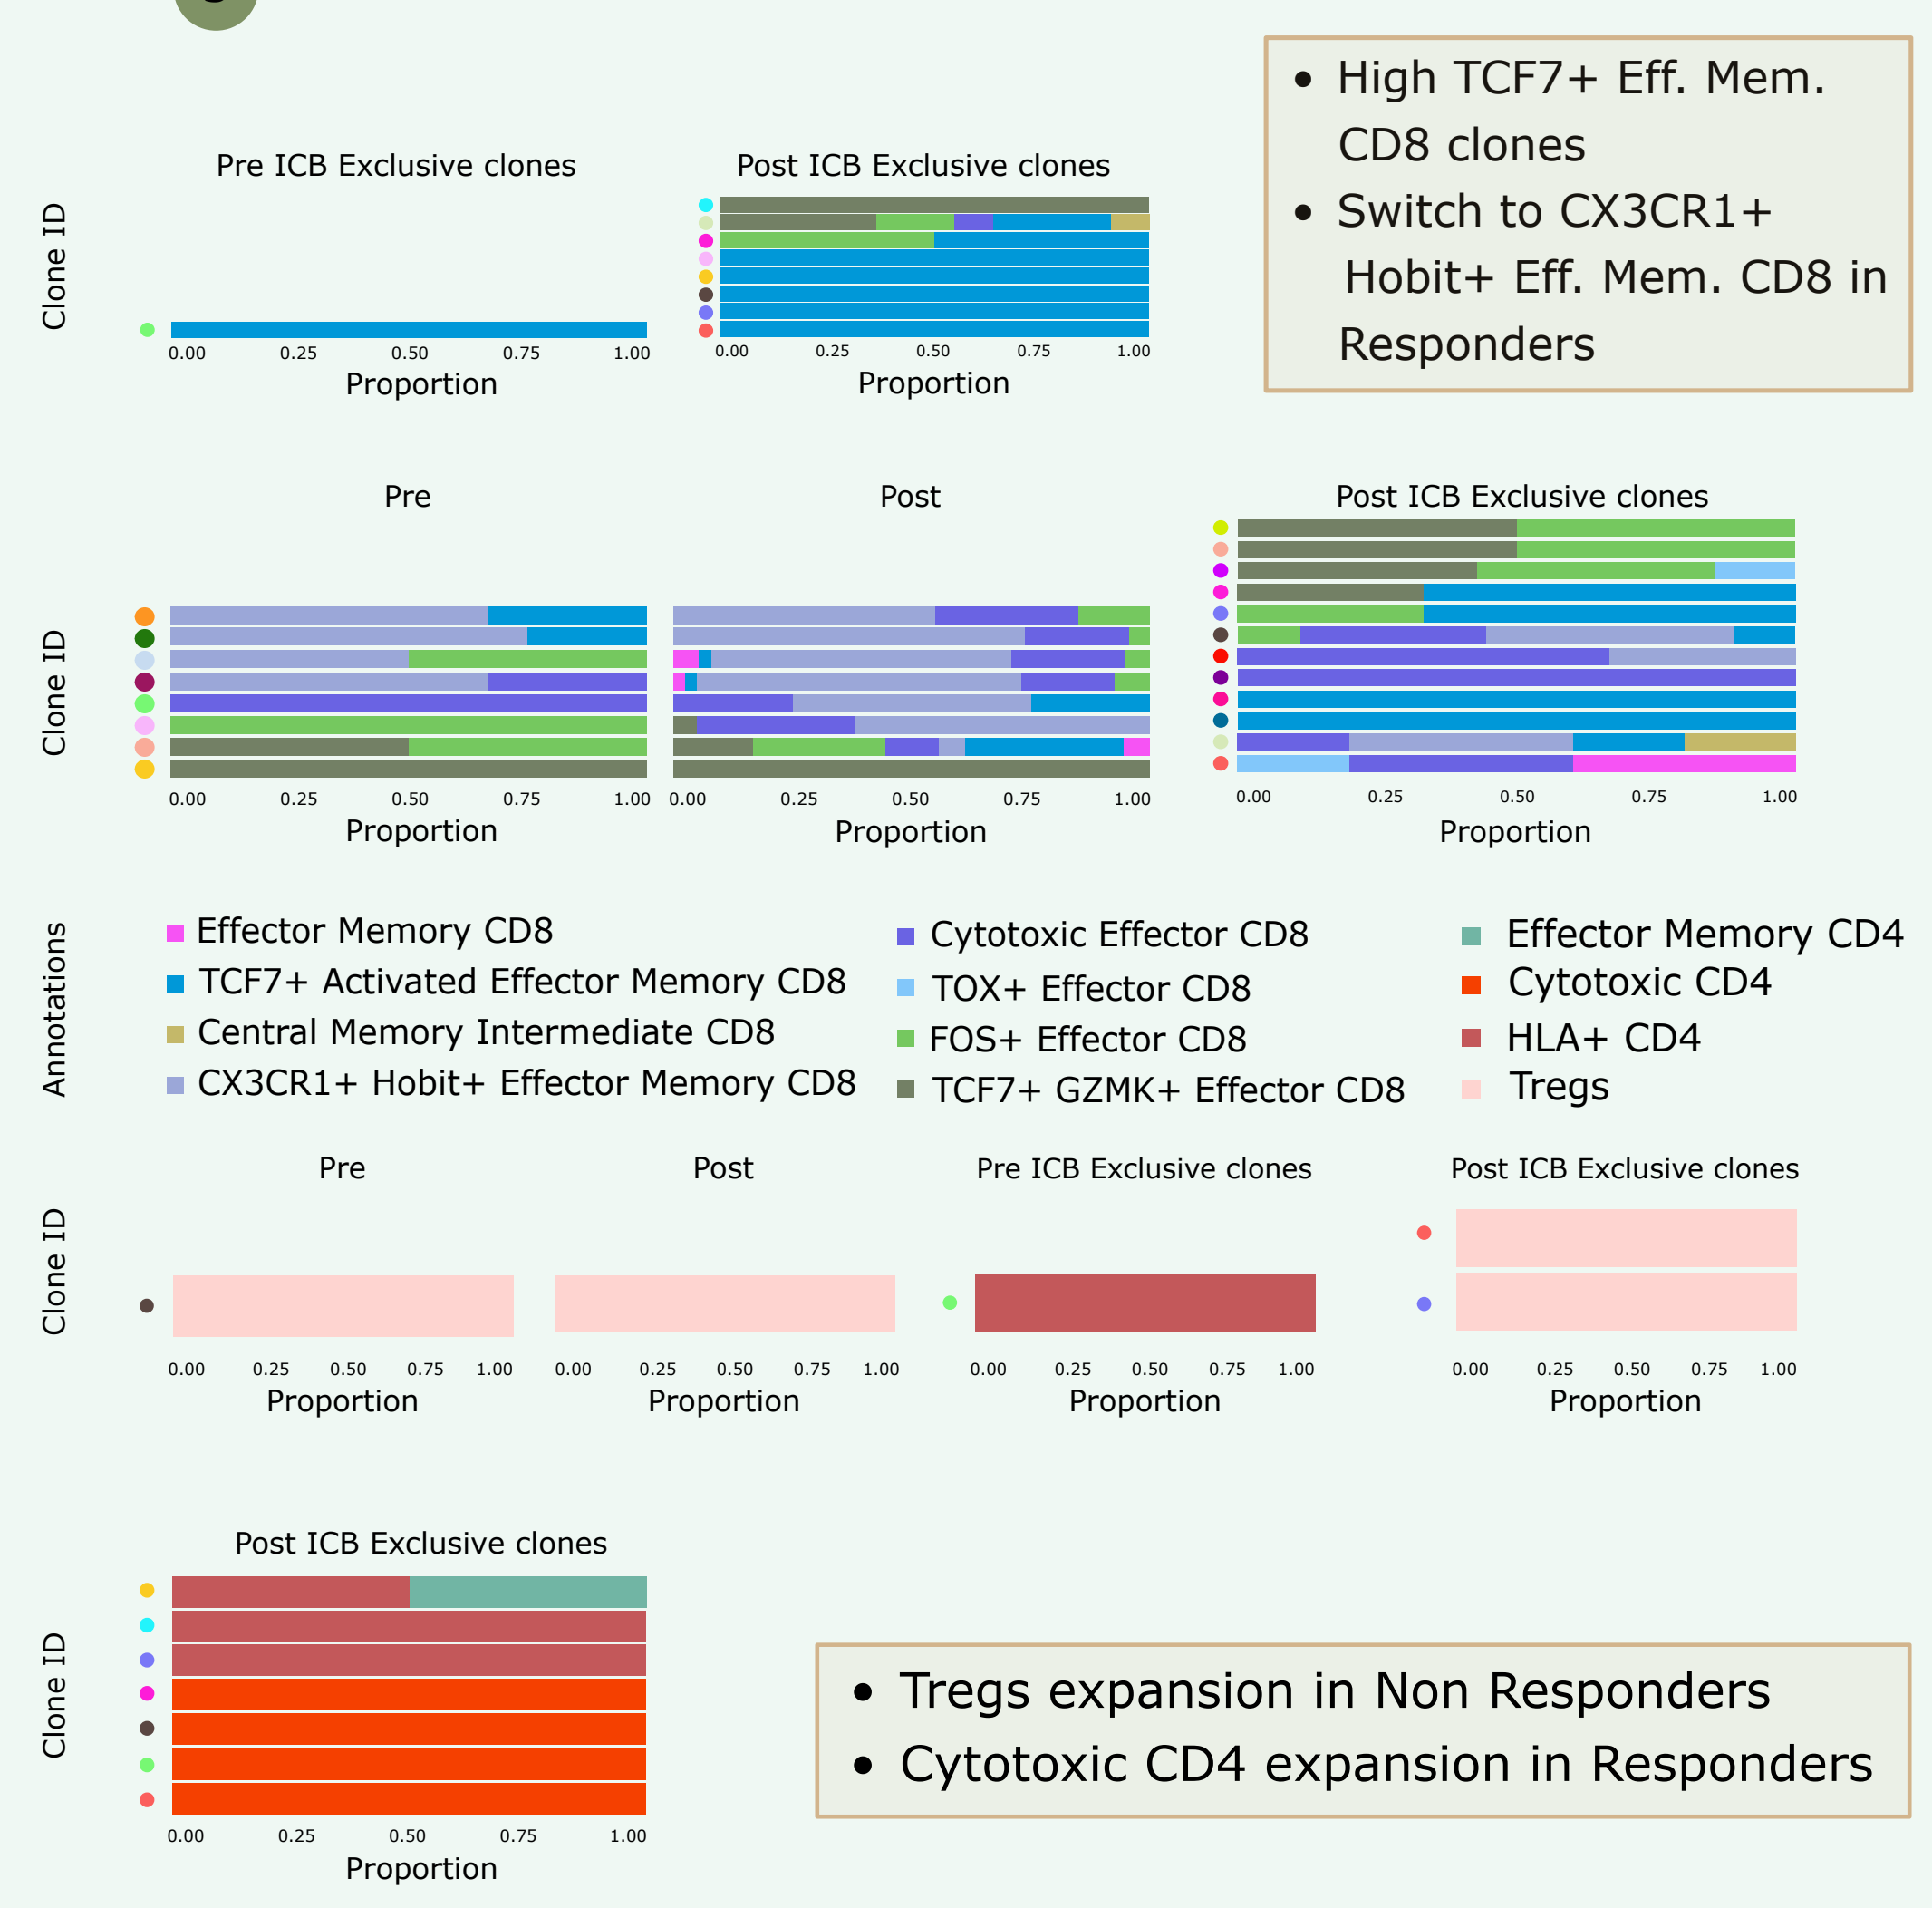 Pre ICB Exclusive clones
Post ICB Exclusive clones
Clone ID
0.00 0.25 0.50 0.75 1.00
Proportion
0.00 0.25 0.50 0.75 1.00
Proportion
• High TCF7+ Eff. Mem.
CD8 clones
• Switch to CX3CR1+
Hobit+ Eff. Mem. CD8 in
Responders
Pre
Post
Post ICB Exclusive clones
Clone ID
0.00 0.25 0.50 0.75 1.00
Proportion
0.00 0.25 0.50 0.75 1.00
Proportion
0.00 0.25 0.50 0.75 1.00
Proportion
Annotations
Effector Memory CD8
TCF7+ Activated Effector Memory CD8
Central Memory Intermediate CD8
CX3CR1+ Hobit+ Effector Memory CD8
Cytotoxic Effector CD8
TOX+ Effector CD8
FOS+ Effector CD8
TCF7+ GZMK+ Effector CD8
Effector Memory CD4
Cytotoxic CD4
HLA+ CD4
Tregs
Pre
Post
Pre ICB Exclusive clones
Post ICB Exclusive clones
Clone ID
0.00 0.25 0.50 0.75 1.00
Proportion
0.00 0.25 0.50 0.75 1.00
Proportion
0.00 0.25 0.50 0.75 1.00
Proportion
0.00 0.25 0.50 0.75 1.00
Proportion
Post ICB Exclusive clones
Clone ID
0.00 0.25 0.50 0.75 1.00
Proportion
• Tregs expansion in Non Responders
• Cytotoxic CD4 expansion in Responders